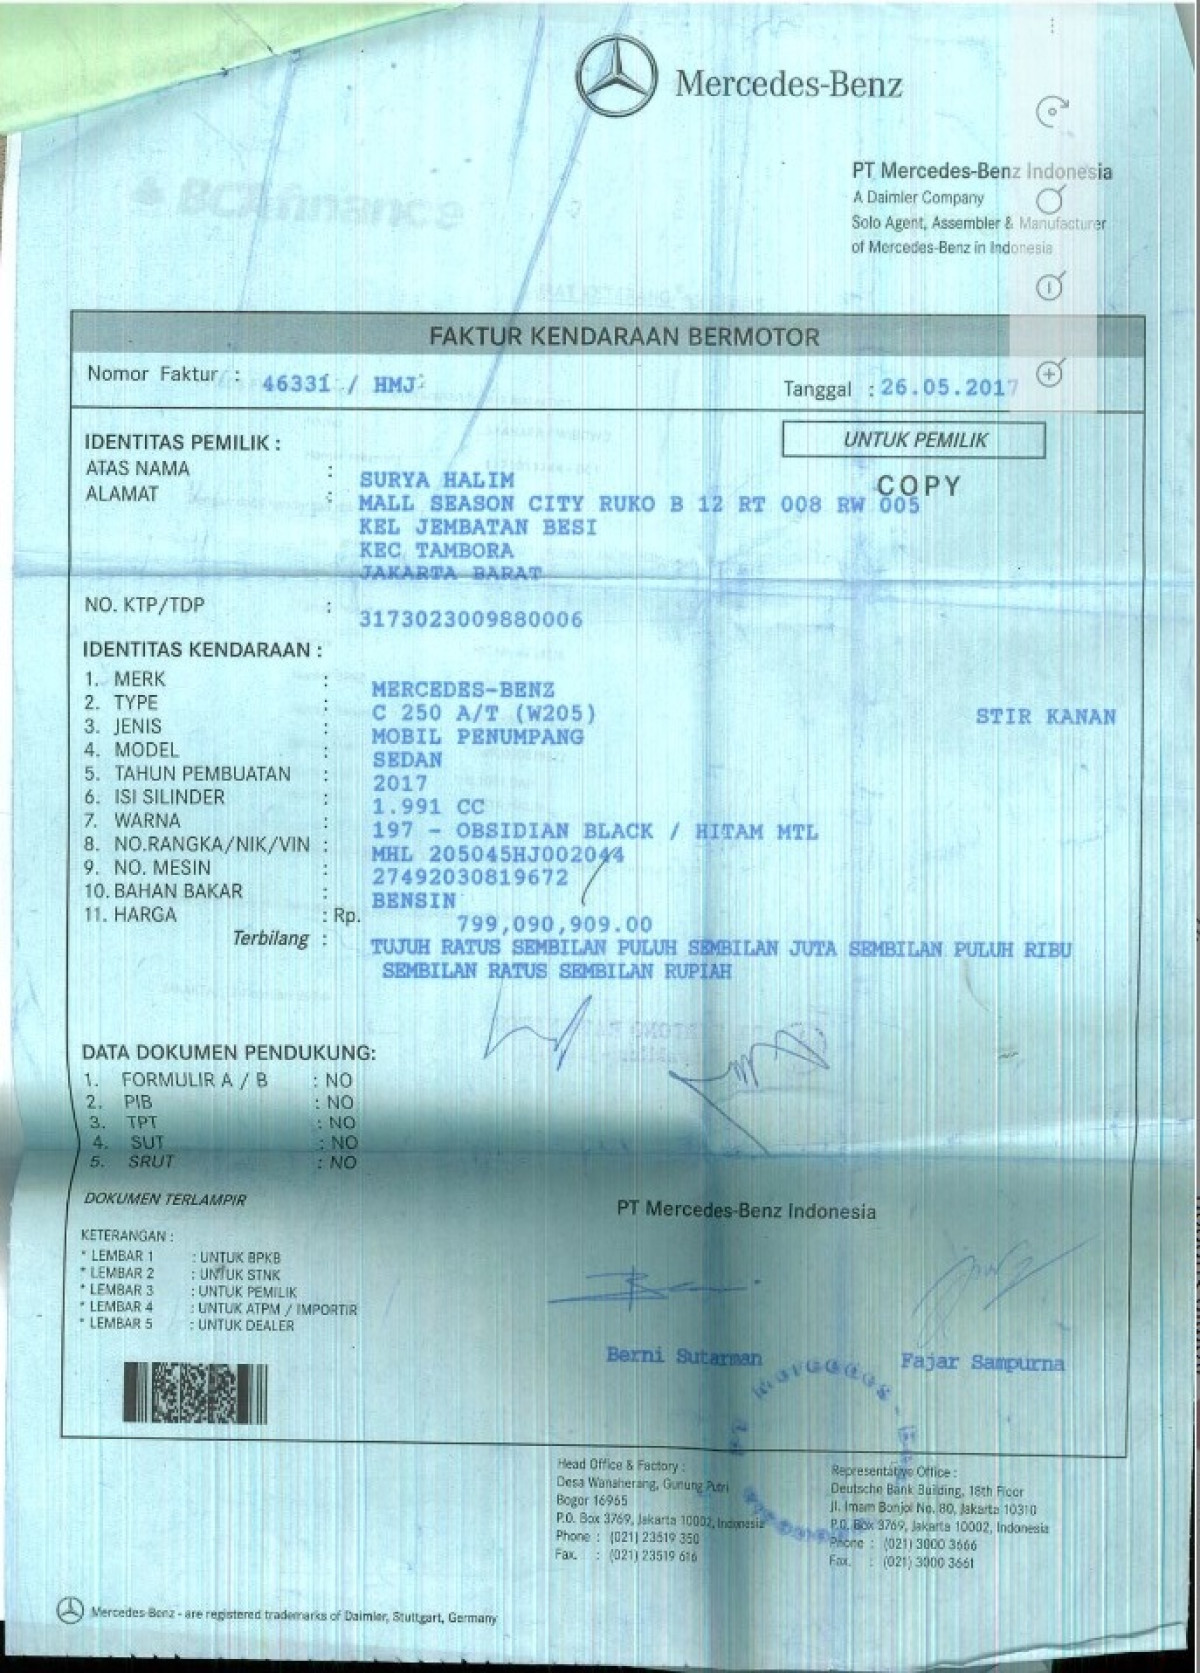 Mercedes-Benz
PT Mercedes-Benz Indonesia
A Daimler Company
Solo Agent, Assembler & Manufacturer
of Mercedes-Benz in Indonesia
BCA finance
FAKTUR KENDARAAN BERMOTOR
Nomor Faktur : 46331 / HMJ
Tanggal : 26.05.2017
IDENTITAS PEMILIK :
UNTUK PEMILIK
COPY
ATAS NAMA : SURYA HALIM
ALAMAT : MALL SEASON CITY RUKO B 12 RT 008 RW 005
KEL JEMBATAN BESI
KEC TAMBORA
JAKARTA BARAT
NO. KTP/TDP : 3173023009880006
IDENTITAS KENDARAAN :
1. MERK : MERCEDES-BENZ
2. TYPE : C 250 A/T (W205) STIR KANAN
3. JENIS : MOBIL PENUMPANG
4. MODEL : SEDAN
5. TAHUN PEMBUATAN : 2017
6. ISI SILINDER : 1.991 CC
7. WARNA : 197 - OBSIDIAN BLACK / HITAM MTL
8. NO.RANGKA/NIK/VIN : MHL 205045HJ002044
9. NO. MESIN : 27492030819672
10. BAHAN BAKAR : BENSIN
11. HARGA : Rp. 799,090,909.00
Terbilang : TUJUH RATUS SEMBILAN PULUH SEMBILAN JUTA SEMBILAN PULUH RIBU
SEMBILAN RATUS SEMBILAN RUPIAH
DATA DOKUMEN PENDUKUNG:
1. FORMULIR A / B : NO
2. PIB : NO
3. TPT : NO
4. SUT : NO
5. SRUT : NO
DOKUMEN TERLAMPIR
PT Mercedes-Benz Indonesia
KETERANGAN :
* LEMBAR 1 : UNTUK BPKB
* LEMBAR 2 : UNTUK STNK
* LEMBAR 3 : UNTUK PEMILIK
* LEMBAR 4 : UNTUK ATPM / IMPORTIR
* LEMBAR 5 : UNTUK DEALER
Berni Sutarman
Fajar Sampurna
Head Office & Factory :
Desa Wanaherang, Gunung Putri
Bogor 16965
P.O. Box 3769, Jakarta 10002, Indonesia
Phone : (021) 23519 350
Fax. : (021) 23519 616
Representative Office :
Deutsche Bank Building, 18th Floor
Jl. Imam Bonjol No. 80, Jakarta 10310
P.O. Box 3769, Jakarta 10002, Indonesia
Phone : (021) 3000 3666
Fax. : (021) 3000 3661
Mercedes-Benz - are registered trademarks of Daimler, Stuttgart, Germany